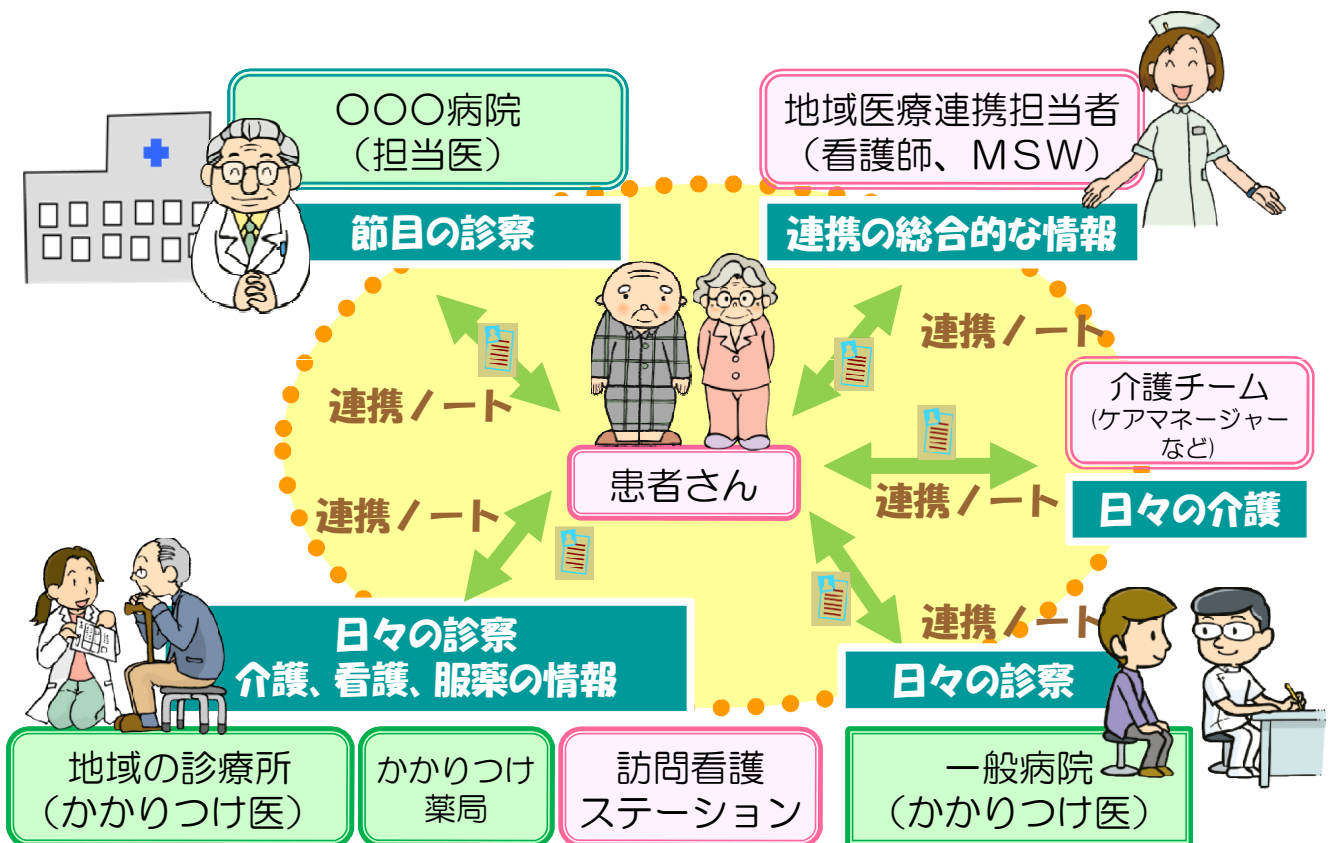 〇〇〇病院
（担当医）
地域医療連携担当者
（看護師、ＭＳＷ）
節目の診察
連携の総合的な情報
連携ノート
連携ノート
介護チーム
(ケアマネージャー
など)
患者さん
連携ノート
連携ノート
日々の介護
連携ノート
日々の診察
介護、看護、服薬の情報
日々の診察
地域の診療所
（かかりつけ医）
かかりつけ
薬局
訪問看護
ステーション
一般病院
（かかりつけ医）